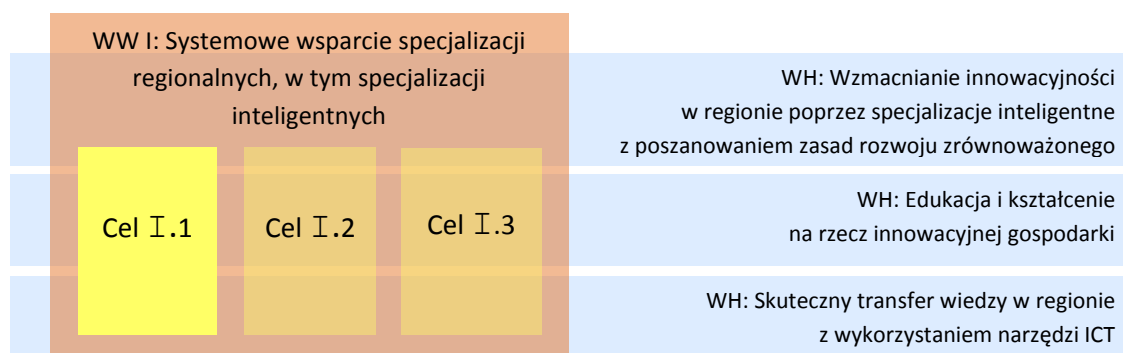 WW I: Systemowe wsparcie specjalizacji
regionalnych, w tym specjalizacji
inteligentnych
WH: Wzmacnianie innowacyjności
w regionie poprzez specjalizacje inteligentne
z poszanowaniem zasad rozwoju zrównoważonego
Cel I.1
Cel I.2
Cel I.3
WH: Edukacja i kształcenie
na rzecz innowacyjnej gospodarki
WH: Skuteczny transfer wiedzy w regionie
z wykorzystaniem narzędzi ICT